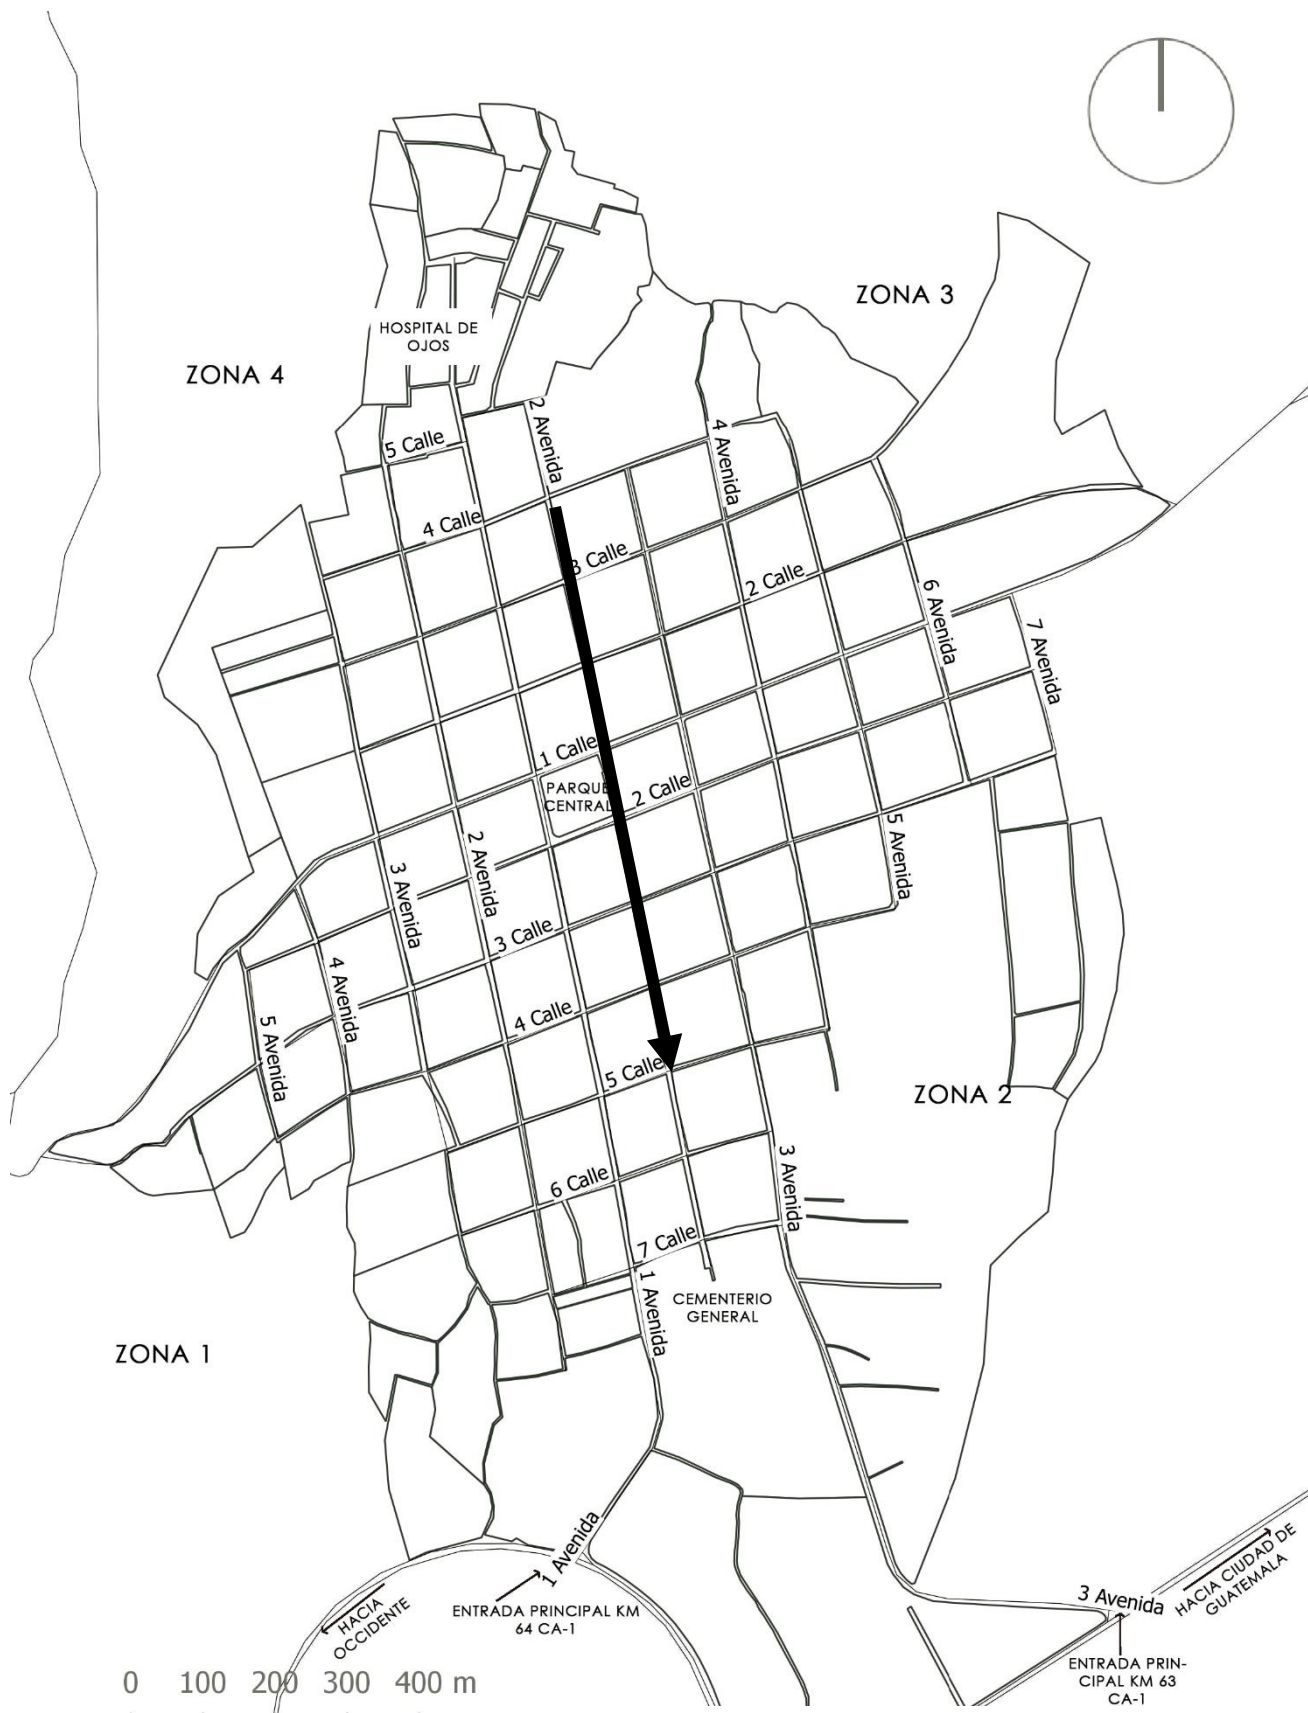 ZONA 3
HOSPITAL DE
OJOS
ZONA 4
2 Avenida
4 Avenida
5 Calle
4 Calle
3 Calle
2 Calle
6 Avenida
7 Avenida
1 Calle
PARQUE
CENTRAL
2 Calle
2 Avenida
3 Avenida
5 Avenida
3 Calle
4 Avenida
4 Calle
5 Avenida
5 Calle
ZONA 2
6 Calle
3 Avenida
7 Calle
1 Avenida
CEMENTERIO
GENERAL
ZONA 1
1 Avenida
HACIA
OCCIDENTE
ENTRADA PRINCIPAL KM
64 CA-1
3 Avenida
HACIA CIUDAD DE
GUATEMALA
ENTRADA PRIN-
CIPAL KM 63
CA-1
0 100 200 300 400 m